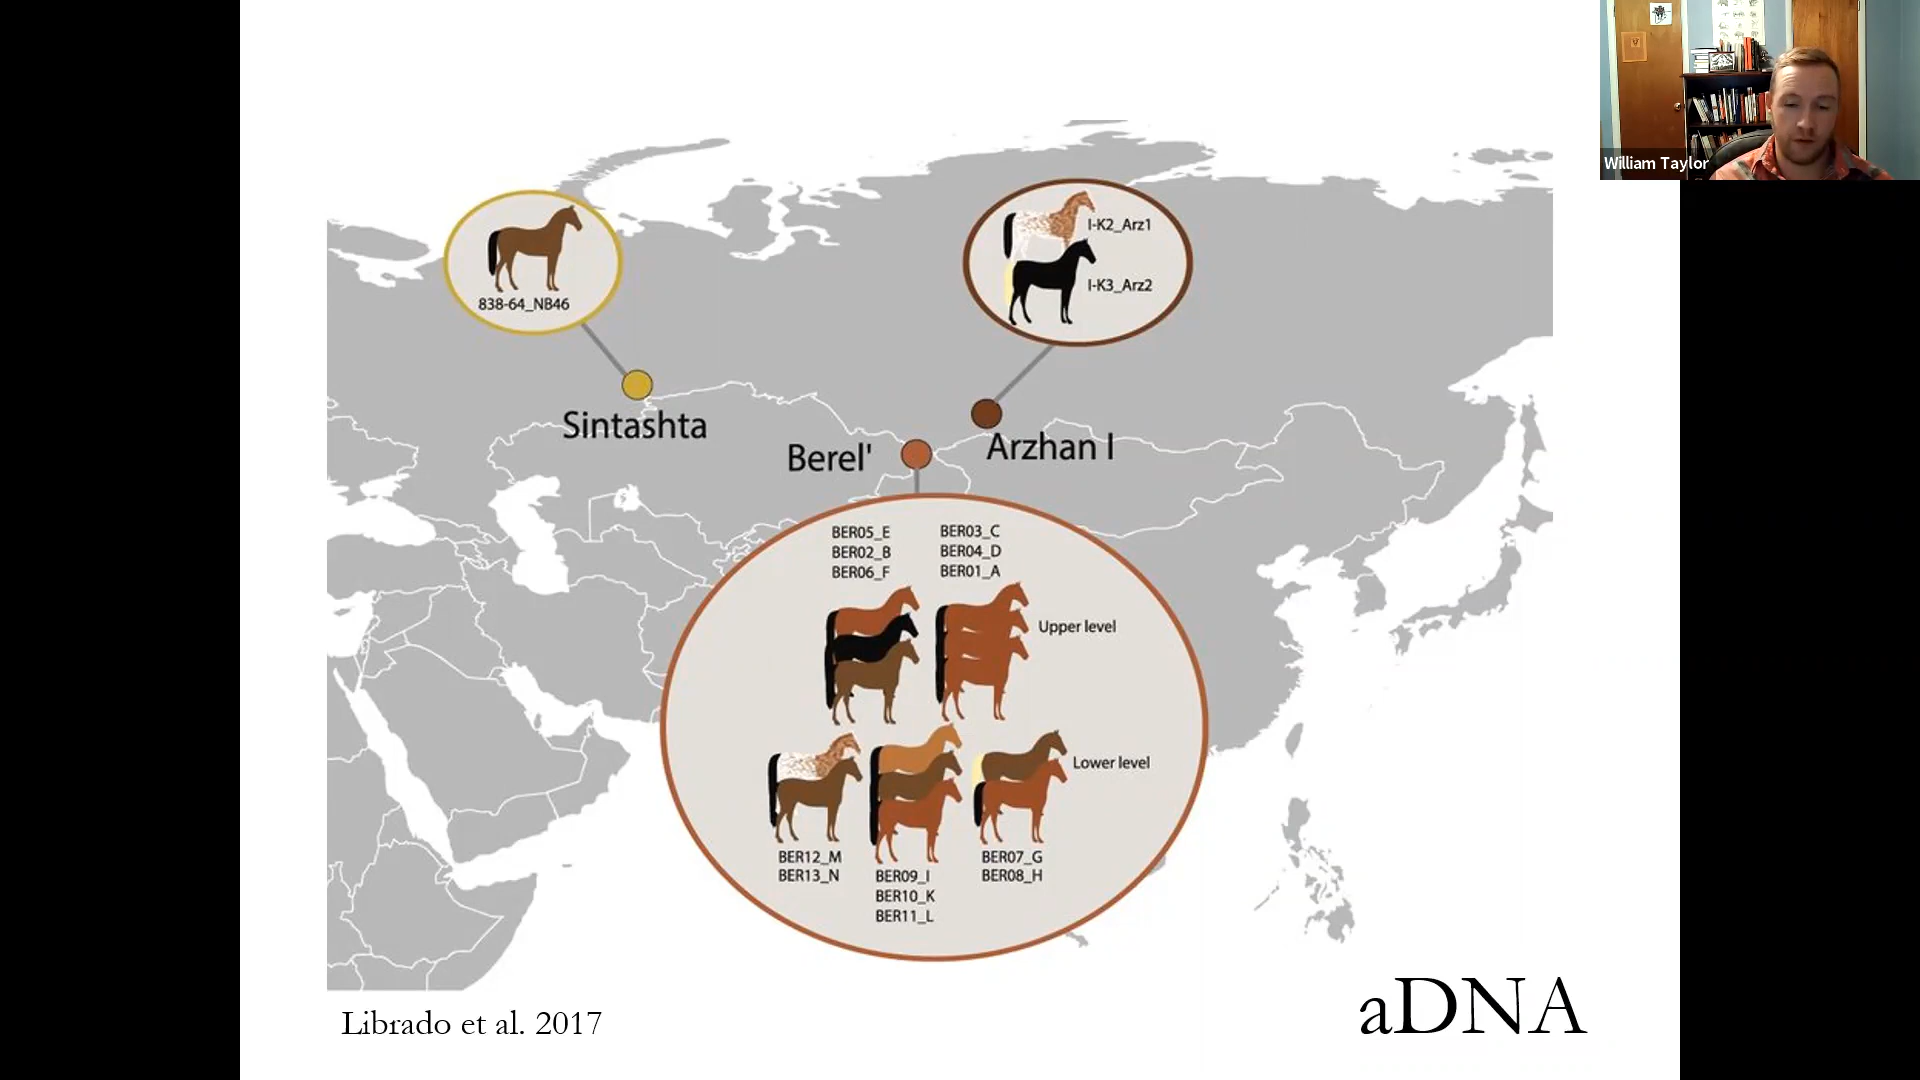 William Taylor
I-K2_Arz1
I-K3_Arz2
838-64_NB46
Sintashta
Berel'
Arzhan I
BER05_E
BER02_B
BER06_F
BER03_C
BER04_D
BER01_A
Upper level
Lower level
BER12_M
BER13_N
BER09_I
BER10_K
BER11_L
BER07_G
BER08_H
Librado et al. 2017
aDNA